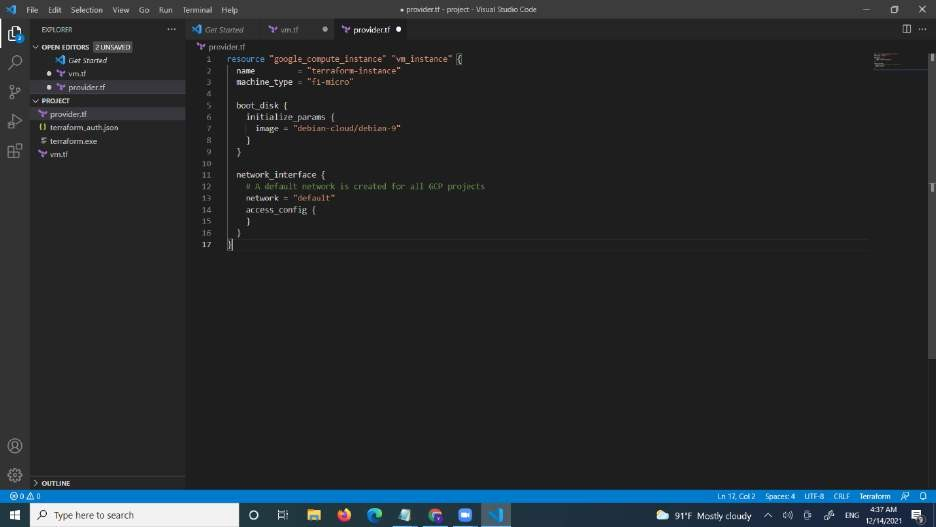 File Edit Selection View Go Run Terminal Help
● provider.tf - project - Visual Studio Code
EXPLORER
Get Started
vm.tf
provider.tf
OPEN EDITORS 2 UNSAVED
Get Started
vm.tf
provider.tf
PROJECT
provider.tf
terraform_auth.json
terraform.exe
vm.tf
OUTLINE
provider.tf
1 resource "google_compute_instance" "vm_instance" {
2 name = "terraform-instance"
3 machine_type = "f1-micro"
4
5 boot_disk {
6 initialize_params {
7 image = "debian-cloud/debian-9"
8 }
9 }
10
11 network_interface {
12 # A default network is created for all GCP projects
13 network = "default"
14 access_config {
15 }
16 }
17 }
0 0
Ln 17, Col 2 Spaces: 4 UTF-8 CRLF Terraform
Type here to search
91°F Mostly cloudy
ENG
4:37 AM
12/14/2021